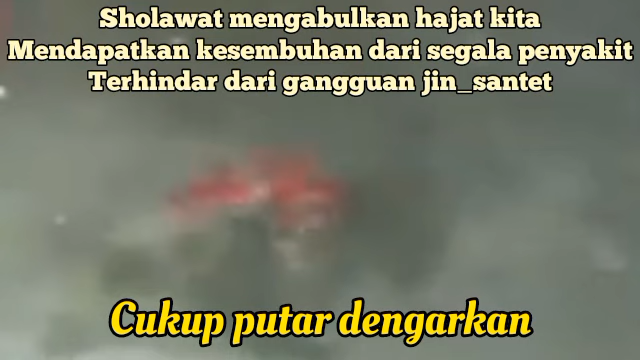 Sholawat mengabulkan hajat kita
Mendapatkan kesembuhan dari segala penyakit
Terhindar dari gangguan jin_santet
Cukup putar dengarkan